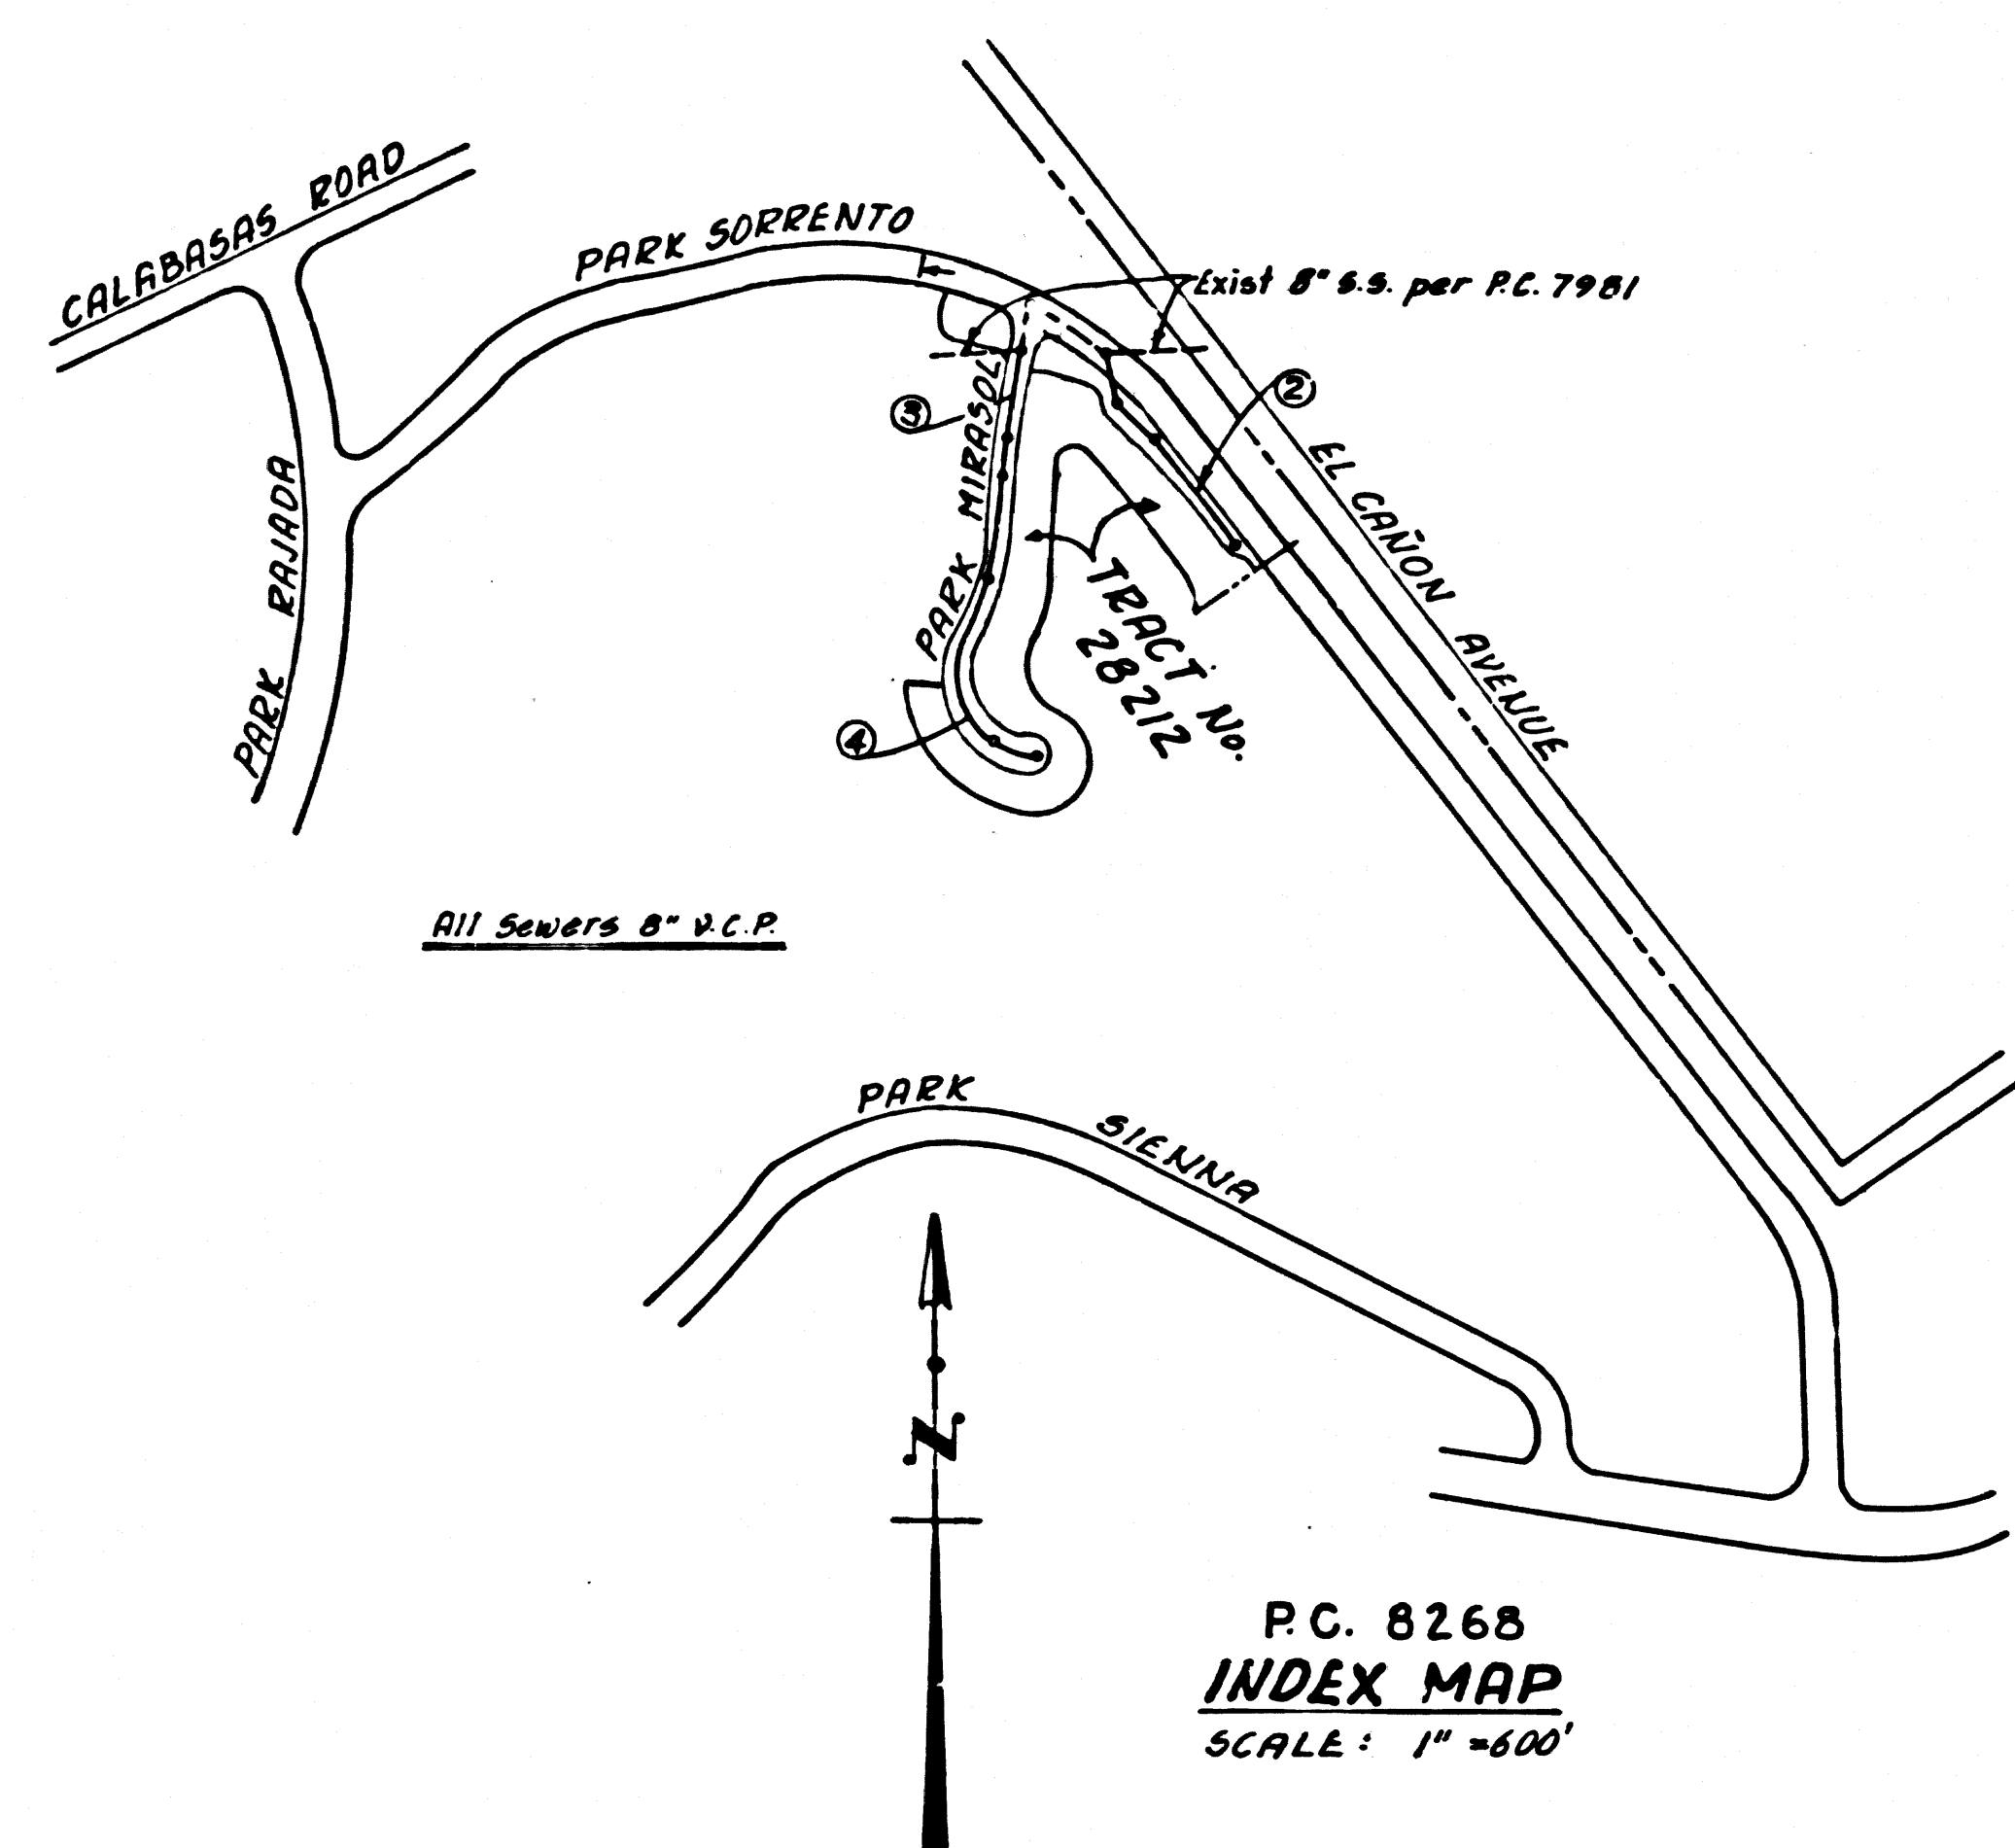 CALABASAS ROAD
PARK SORRENTO
Exist 8" S.S. per P.C. 7981
2
3
PARK MIRASOL
EL CAÑON AVENUE
PARK RAJADA
TRACT No.
28212
4
All Sewers 8" V.C.P.
PARK SIENNA
N
P.C. 8268
INDEX MAP
SCALE: 1" = 600'